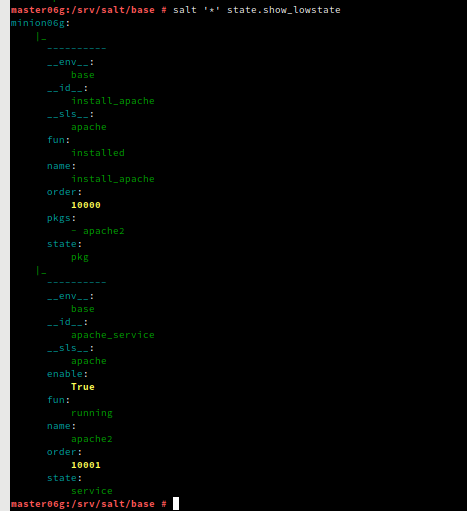 master06g:/srv/salt/base # salt '*' state.show_lowstate
minion06g:
    |_
      ----------
      __env__:
          base
      __id__:
          install_apache
      __sls__:
          apache
      fun:
          installed
      name:
          install_apache
      order:
          10000
      pkgs:
          - apache2
      state:
          pkg
    |_
      ----------
      __env__:
          base
      __id__:
          apache_service
      __sls__:
          apache
      enable:
          True
      fun:
          running
      name:
          apache2
      order:
          10001
      state:
          service
master06g:/srv/salt/base #